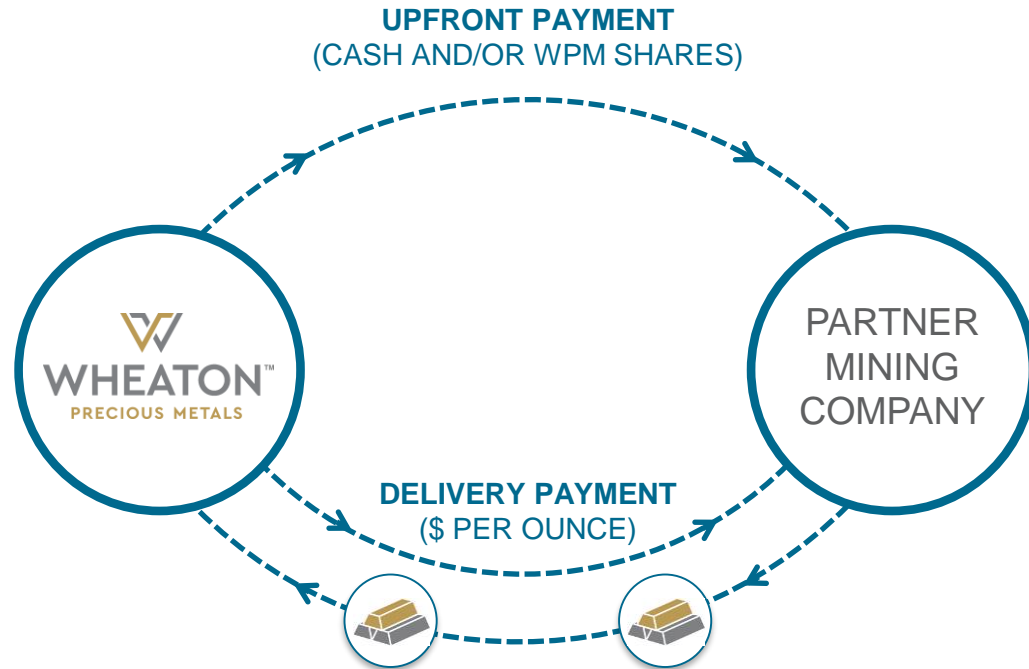 UPFRONT PAYMENT
(CASH AND/OR WPM SHARES)
WHEATON™
PRECIOUS METALS
PARTNER
MINING
COMPANY
DELIVERY PAYMENT
($ PER OUNCE)